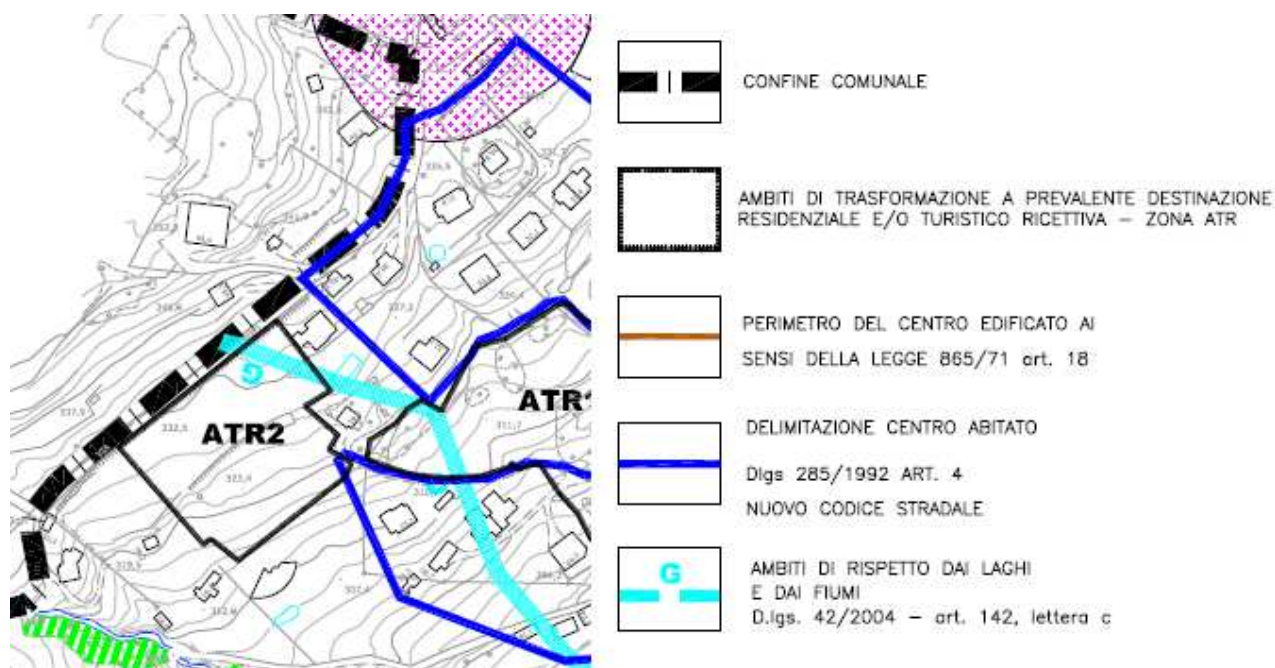 G
ATR2
ATR
CONFINE COMUNALE
AMBITI DI TRASFORMAZIONE A PREVALENTE DESTINAZIONE
RESIDENZIALE E/O TURISTICO RICETTIVA – ZONA ATR
PERIMETRO DEL CENTRO EDIFICATO AI
SENSI DELLA LEGGE 865/71 art. 18
DELIMITAZIONE CENTRO ABITATO
Dlgs 285/1992 ART. 4
NUOVO CODICE STRADALE
G
AMBITI DI RISPETTO DAI LAGHI
E DAI FIUMI
D.lgs. 42/2004 – art. 142, lettera c